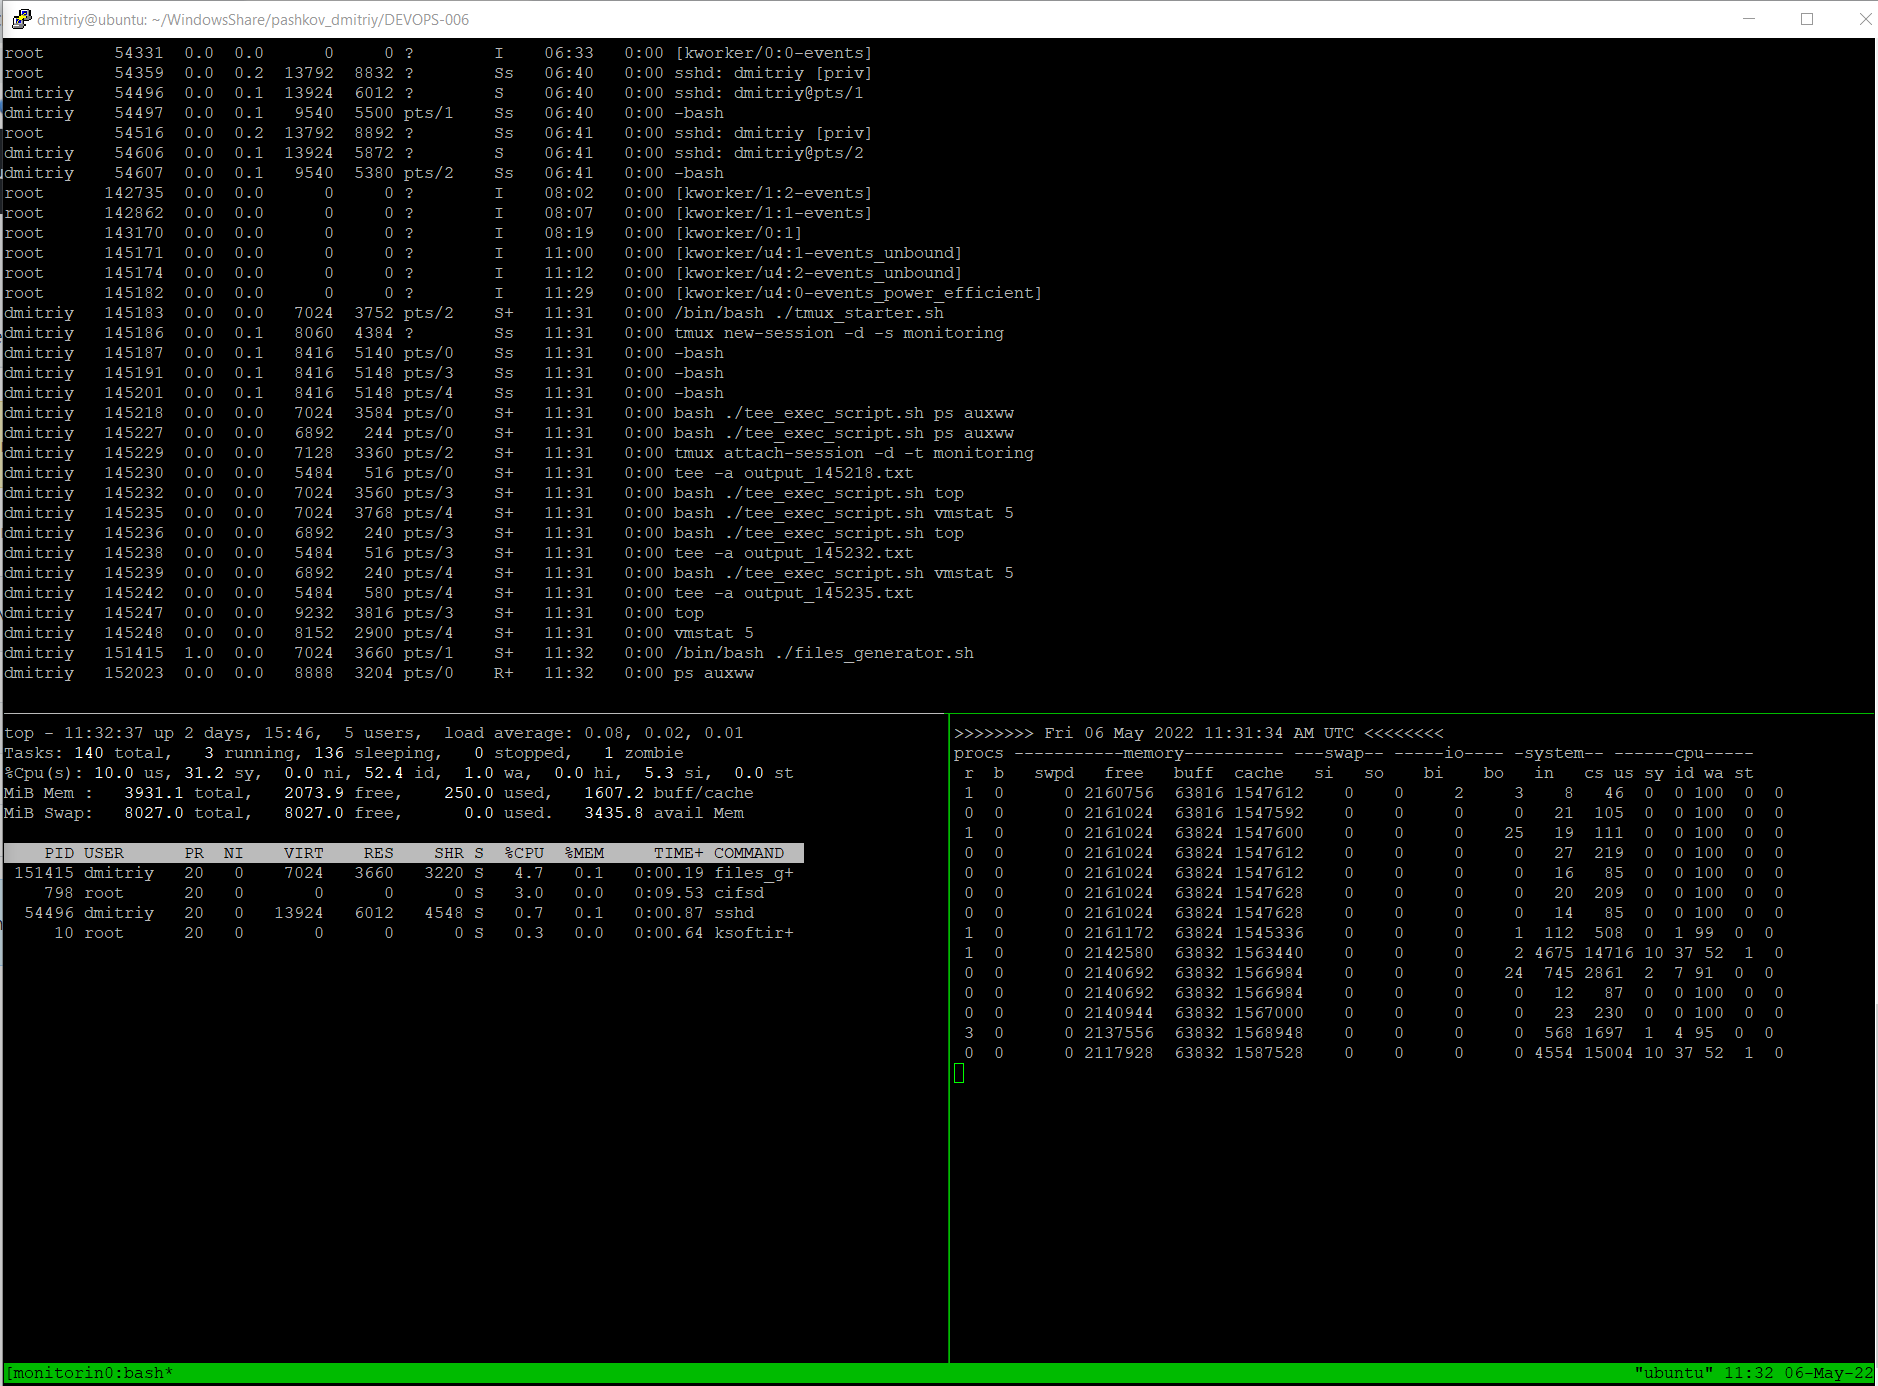 dmitriy@ubuntu: ~/WindowsShare/pashkov_dmitriy/DEVOPS-006
root       54331  0.0  0.0      0     0 ?        I    06:33   0:00 [kworker/0:0-events]
root       54359  0.0  0.2  13792  8832 ?        Ss   06:40   0:00 sshd: dmitriy [priv]
dmitriy    54496  0.0  0.1  13924  6012 ?        S    06:40   0:00 sshd: dmitriy@pts/1
dmitriy    54497  0.0  0.1   9540  5500 pts/1    Ss   06:40   0:00 -bash
root       54516  0.0  0.2  13792  8892 ?        Ss   06:41   0:00 sshd: dmitriy [priv]
dmitriy    54606  0.0  0.1  13924  5872 ?        S    06:41   0:00 sshd: dmitriy@pts/2
dmitriy    54607  0.0  0.1   9540  5380 pts/2    Ss   06:41   0:00 -bash
root      142735  0.0  0.0      0     0 ?        I    08:02   0:00 [kworker/1:2-events]
root      142862  0.0  0.0      0     0 ?        I    08:07   0:00 [kworker/1:1-events]
root      143170  0.0  0.0      0     0 ?        I    08:19   0:00 [kworker/0:1]
root      145171  0.0  0.0      0     0 ?        I    11:00   0:00 [kworker/u4:1-events_unbound]
root      145174  0.0  0.0      0     0 ?        I    11:12   0:00 [kworker/u4:2-events_unbound]
root      145182  0.0  0.0      0     0 ?        I    11:29   0:00 [kworker/u4:0-events_power_efficient]
dmitriy   145183  0.0  0.0   7024  3752 pts/2    S+   11:31   0:00 /bin/bash ./tmux_starter.sh
dmitriy   145186  0.0  0.1   8060  4384 ?        Ss   11:31   0:00 tmux new-session -d -s monitoring
dmitriy   145187  0.0  0.1   8416  5140 pts/0    Ss   11:31   0:00 -bash
dmitriy   145191  0.0  0.1   8416  5148 pts/3    Ss   11:31   0:00 -bash
dmitriy   145201  0.0  0.1   8416  5148 pts/4    Ss   11:31   0:00 -bash
dmitriy   145218  0.0  0.0   7024  3584 pts/0    S+   11:31   0:00 bash ./tee_exec_script.sh ps auxww
dmitriy   145227  0.0  0.0   6892   244 pts/0    S+   11:31   0:00 bash ./tee_exec_script.sh ps auxww
dmitriy   145229  0.0  0.0   7128  3360 pts/2    S+   11:31   0:00 tmux attach-session -d -t monitoring
dmitriy   145230  0.0  0.0   5484   516 pts/0    S+   11:31   0:00 tee -a output_145218.txt
dmitriy   145232  0.0  0.0   7024  3560 pts/3    S+   11:31   0:00 bash ./tee_exec_script.sh top
dmitriy   145235  0.0  0.0   7024  3768 pts/4    S+   11:31   0:00 bash ./tee_exec_script.sh vmstat 5
dmitriy   145236  0.0  0.0   6892   240 pts/3    S+   11:31   0:00 bash ./tee_exec_script.sh top
dmitriy   145238  0.0  0.0   5484   516 pts/3    S+   11:31   0:00 tee -a output_145232.txt
dmitriy   145239  0.0  0.0   6892   240 pts/4    S+   11:31   0:00 bash ./tee_exec_script.sh vmstat 5
dmitriy   145242  0.0  0.0   5484   580 pts/4    S+   11:31   0:00 tee -a output_145235.txt
dmitriy   145247  0.0  0.0   9232  3816 pts/3    S+   11:31   0:00 top
dmitriy   145248  0.0  0.0   8152  2900 pts/4    S+   11:31   0:00 vmstat 5
dmitriy   151415  1.0  0.0   7024  3660 pts/1    S+   11:32   0:00 /bin/bash ./files_generator.sh
dmitriy   152023  0.0  0.0   8888  3204 pts/0    R+   11:32   0:00 ps auxww
top - 11:32:37 up 2 days, 15:46,  5 users,  load average: 0.08, 0.02, 0.01
Tasks: 140 total,   3 running, 136 sleeping,   0 stopped,   1 zombie
%Cpu(s): 10.0 us, 31.2 sy,  0.0 ni, 52.4 id,  1.0 wa,  0.0 hi,  5.3 si,  0.0 st
MiB Mem :   3931.1 total,   2073.9 free,    250.0 used,   1607.2 buff/cache
MiB Swap:   8027.0 total,   8027.0 free,      0.0 used.   3435.8 avail Mem
    PID USER      PR  NI    VIRT    RES    SHR S  %CPU  %MEM     TIME+ COMMAND
 151415 dmitriy   20   0    7024   3660   3220 S   4.7   0.1   0:00.19 files_g+
    798 root      20   0       0      0      0 S   3.0   0.0   0:09.53 cifsd
  54496 dmitriy   20   0   13924   6012   4548 S   0.7   0.1   0:00.87 sshd
     10 root      20   0       0      0      0 S   0.3   0.0   0:00.64 ksoftir+
>>>>>>>> Fri 06 May 2022 11:31:34 AM UTC <<<<<<<<
procs -----------memory---------- ---swap-- -----io---- -system-- ------cpu-----
 r  b   swpd   free   buff  cache   si   so    bi    bo   in   cs us sy id wa st
 1  0      0 2160756  63816 1547612    0    0     2     3    8   46  0  0 100  0  0
 0  0      0 2161024  63816 1547592    0    0     0     0   21  105  0  0 100  0  0
 1  0      0 2161024  63824 1547600    0    0     0    25   19  111  0  0 100  0  0
 0  0      0 2161024  63824 1547612    0    0     0     0   27  219  0  0 100  0  0
 0  0      0 2161024  63824 1547612    0    0     0     0   16   85  0  0 100  0  0
 0  0      0 2161024  63824 1547628    0    0     0     0   20  209  0  0 100  0  0
 0  0      0 2161024  63824 1547628    0    0     0     0   14   85  0  0 100  0  0
 1  0      0 2161172  63824 1545336    0    0     0     1  112  508  0  1 99  0  0
 1  0      0 2142580  63832 1563440    0    0     0     2 4675 14716 10 37 52  1  0
 0  0      0 2140692  63832 1566984    0    0     0    24  745 2861  2  7 91  0  0
 0  0      0 2140692  63832 1566984    0    0     0     0   12   87  0  0 100  0  0
 0  0      0 2140944  63832 1567000    0    0     0     0   23  230  0  0 100  0  0
 3  0      0 2137556  63832 1568948    0    0     0     0  568 1697  1  4 95  0  0
 0  0      0 2117928  63832 1587528    0    0     0     0 4554 15004 10 37 52  1  0
[monitorin0:bash*
"ubuntu" 11:32 06-May-22